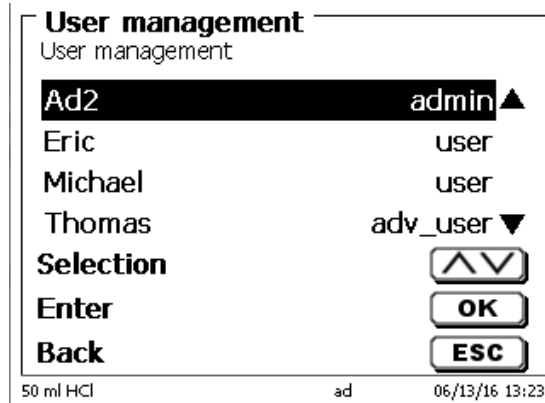 User management
User management
Ad2 admin
Eric user
Michael user
Thomas adv_user
Selection
Enter OK
Back ESC
50 ml HCl ad 06/13/16 13:23